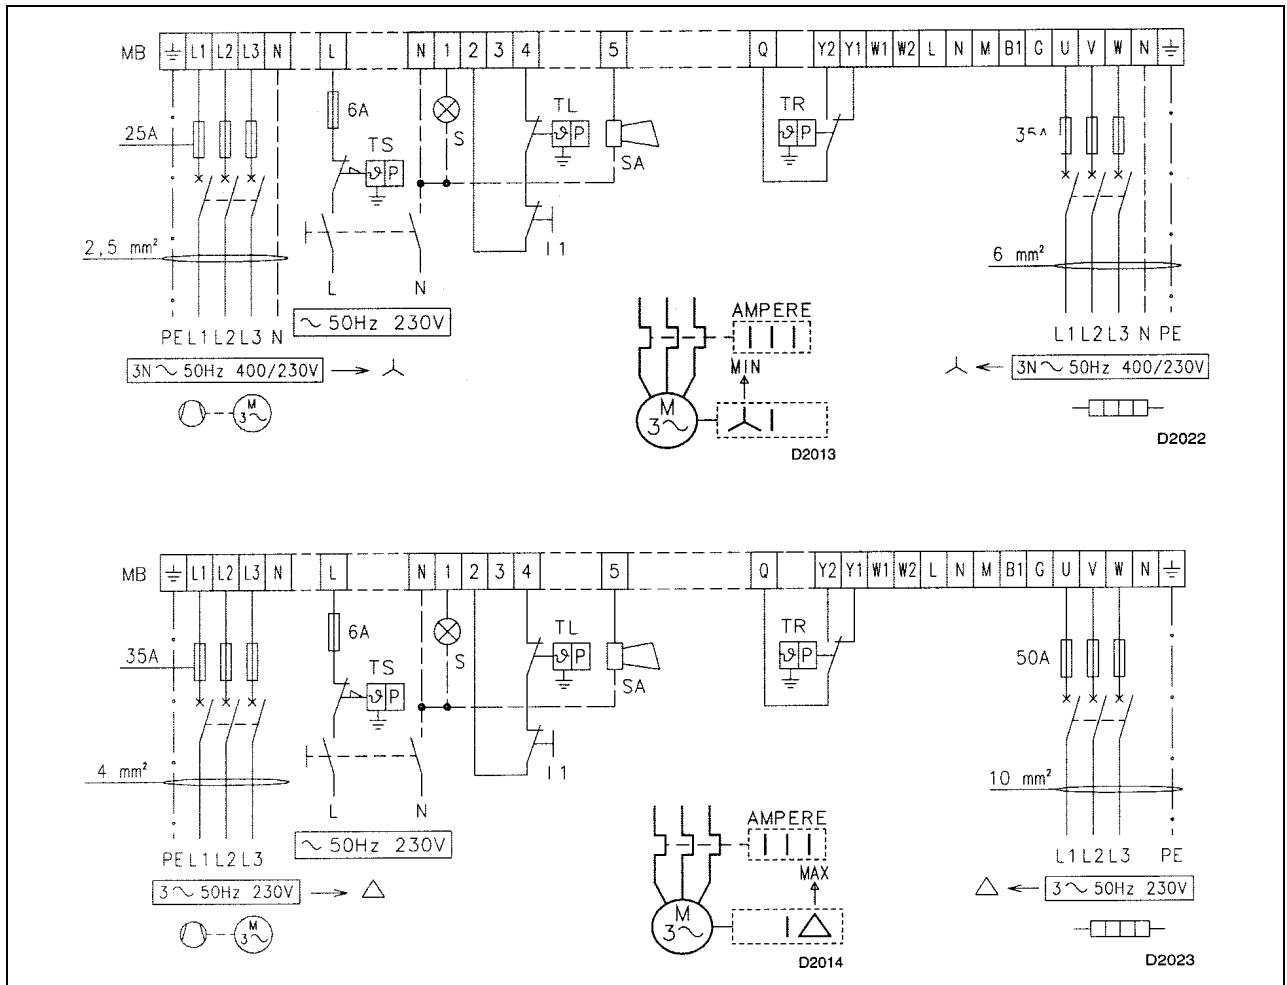 MB L1 L2 L3 N L N 1 2 3 4 5 Q Y2 Y1 W1 W2 L N M B1 G U V W N
6A TL TR
25A TS ϑ P S ϑ P SA ϑ P 35A
ϑ P
2,5 mm² I1 6 mm²
L N
AMPERE
~ 50Hz 230V
PE L1 L2 L3 N L1 L2 L3 N PE
MIN
3N ~ 50Hz 400/230V 3N ~ 50Hz 400/230V
M 3~ M 3~
D2013 D2022
MB L1 L2 L3 N L N 1 2 3 4 5 Q Y2 Y1 W1 W2 L N M B1 G U V W N
6A TL TR
35A TS ϑ P S ϑ P SA ϑ P 50A
ϑ P
4 mm² I1 10 mm²
L N
AMPERE
~ 50Hz 230V
PE L1 L2 L3 L1 L2 L3 PE
MAX
3 ~ 50Hz 230V 3 ~ 50Hz 230V
M 3~ M 3~
D2014 D2023